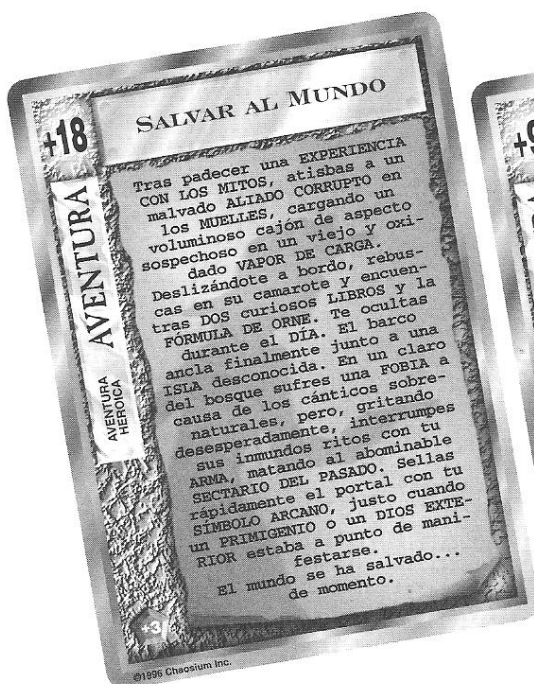 SALVAR AL MUNDO
+18
AVENTURA
AVENTURA
HEROICA
Tras padecer una EXPERIENCIA
CON LOS MITOS, atisbas a un
malvado ALIADO CORRUPTO en
los MUELLES, cargando un
voluminoso cajón de aspecto
sospechoso en un viejo y oxi-
dado VAPOR DE CARGA.
Deslizándote a bordo, rebus-
cas en su camarote y encuen-
tras DOS curiosos LIBROS y la
FÓRMULA DE ORNE. Te ocultas
durante el DÍA. El barco
ancla finalmente junto a una
ISLA desconocida. En un claro
del bosque sufres una FOBIA a
causa de los cánticos sobre-
naturales, pero, gritando
desesperadamente, interrumpes
sus inmundos ritos con tu
ARMA, matando al abominable
SECTARIO DEL PASADO. Sellas
rápidamente el portal con tu
SÍMBOLO ARCANO, justo cuando
un PRIMIGENIO o un DIOS EXTE-
RIOR estaba a punto de mani-
festarse.
El mundo se ha salvado...
de momento.
+3
©1996 Chaosium Inc.